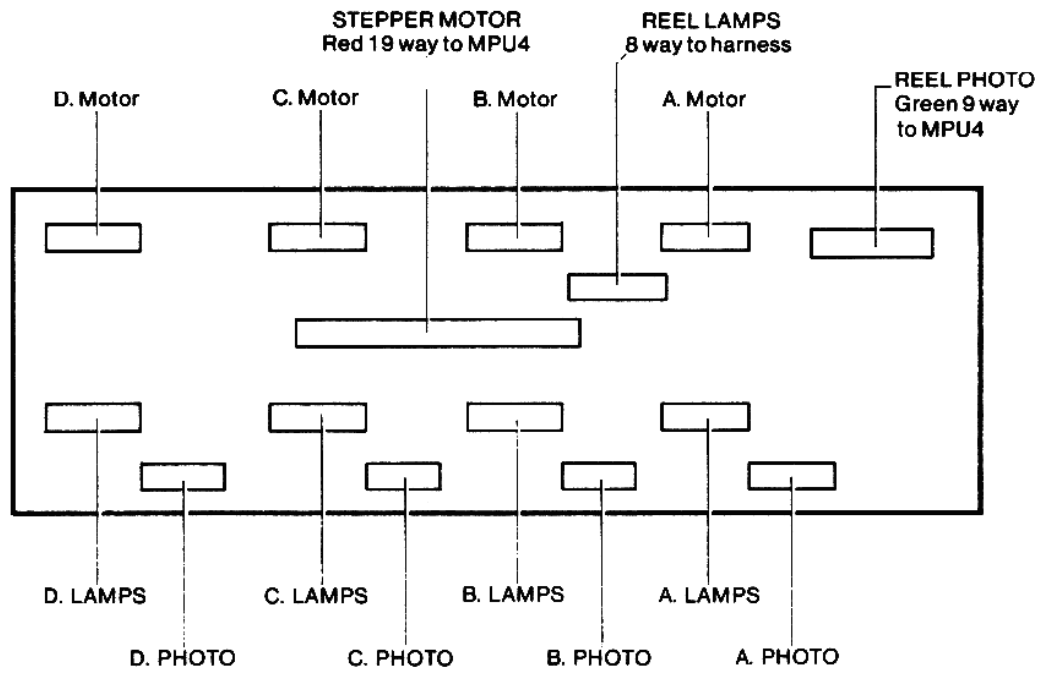 STEPPER MOTOR
Red 19 way to MPU4
REEL LAMPS
8 way to harness
REEL PHOTO
Green 9 way
to MPU4
D. Motor
C. Motor
B. Motor
A. Motor
D. LAMPS
C. LAMPS
B. LAMPS
A. LAMPS
D. PHOTO
C. PHOTO
B. PHOTO
A. PHOTO